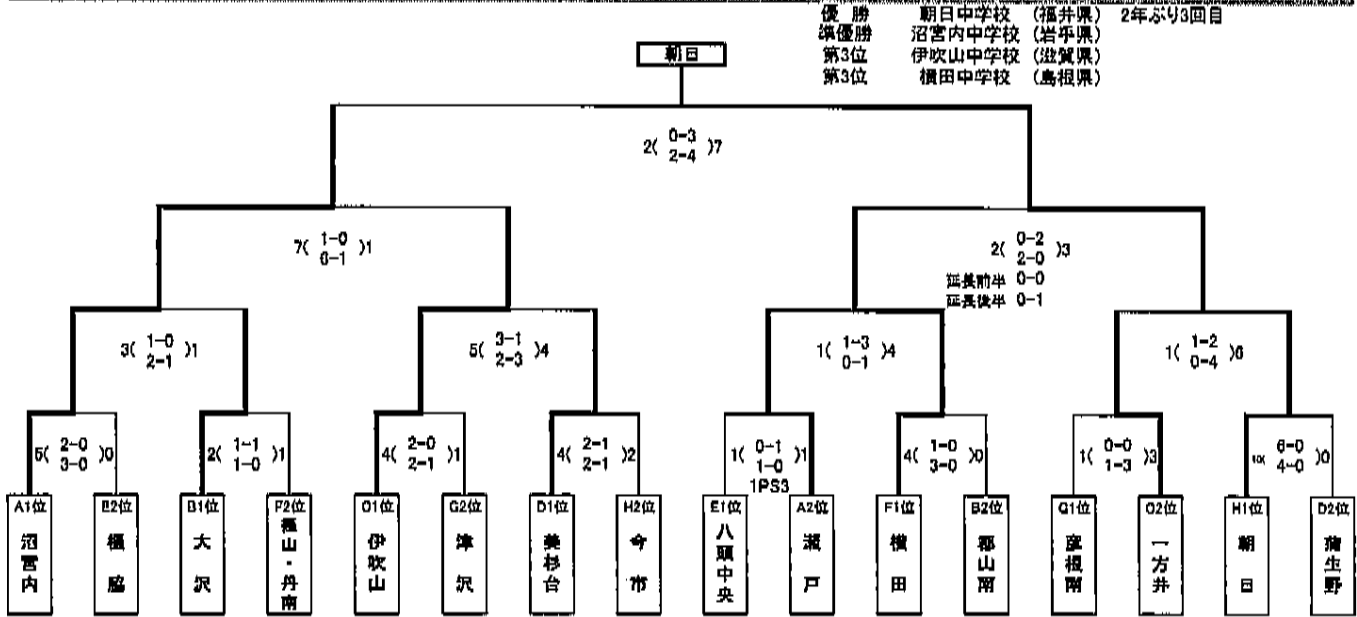 優勝 朝日中学校 (福井県) 2年ぶり3回目
準優勝 沼宮内中学校 (岩手県)
第3位 伊吹山中学校 (滋賀県)
第3位 横田中学校 (島根県)
朝日
2( 0-3 )7
2-4
7( 1-0 )1
0-1
2( 0-2 )3
2-0
延長前半 0-0
延長後半 0-1
3( 1-0 )1
2-1
5( 3-1 )4
2-3
1( 1-3 )4
0-1
1( 1-2 )6
0-4
5( 2-0 )0
3-0
2( 1-1 )1
1-0
4( 2-0 )1
2-1
4( 2-1 )2
2-1
1( 0-1 )1
1-0
1PS3
4( 1-0 )0
3-0
1( 0-0 )3
1-3
10( 6-0 )0
4-0
A1位 沼宮内
E2位 樋脇
B1位 大沢
F2位 ・丹南
C1位 伊吹山
G2位 津沢
D1位 美杉台
H2位 今市
E1位 八頭中央
A2位 瀬戸
F1位 横田
B2位 郡山南
G1位 彦根南
C2位 一方井
H1位 朝日
D2位 蒲生野